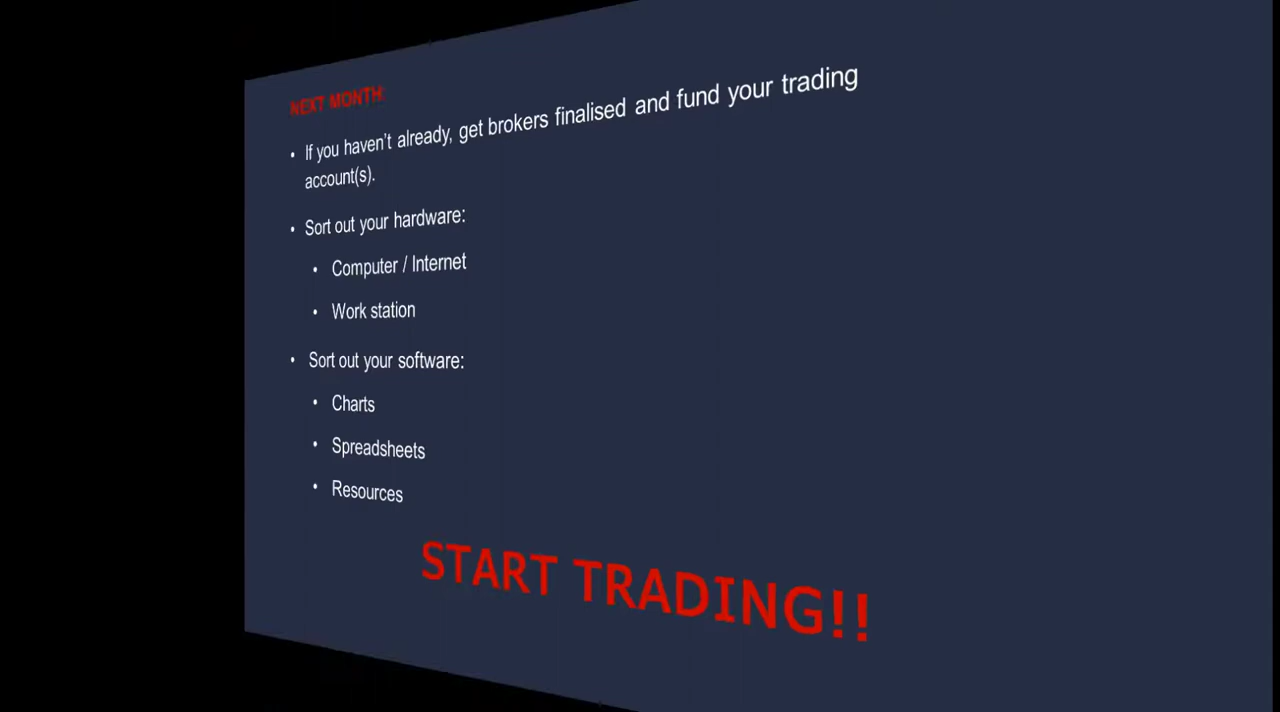 NEXT MONTH:
• If you haven't already, get brokers finalised and fund your trading
account(s).
• Sort out your hardware:
• Computer / Internet
• Work station
• Sort out your software:
• Charts
• Spreadsheets
• Resources
START TRADING!!